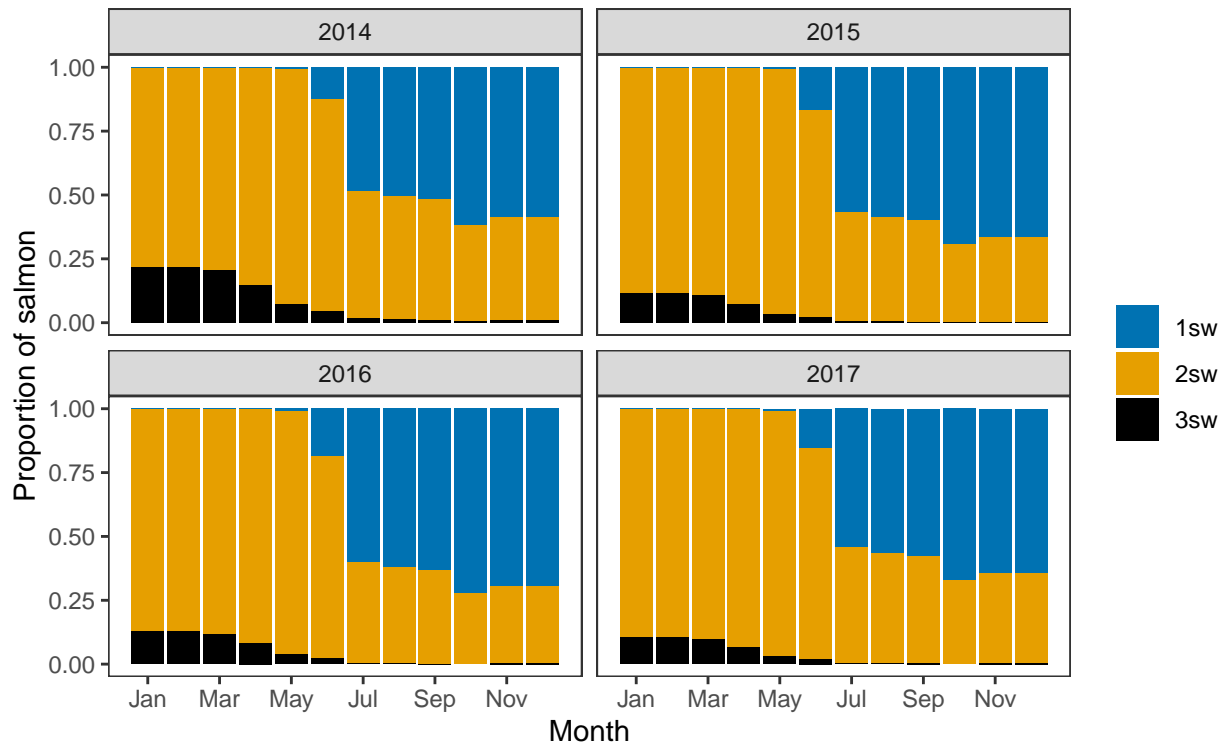 2014
2015
1.00
0.75
0.50
0.25
0.00
2016
2017
1.00
0.75
0.50
0.25
0.00
Jan Mar May Jul Sep Nov
Jan Mar May Jul Sep Nov
Month
Proportion of salmon
1sw
2sw
3sw